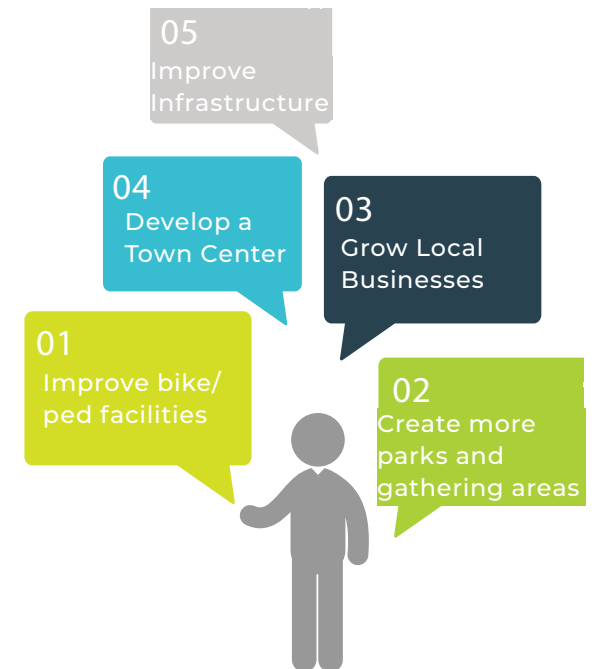 05
Improve
Infrastructure
04
Develop a
Town Center
03
Grow Local
Businesses
01
Improve bike/
ped facilities
02
Create more
parks and
gathering areas